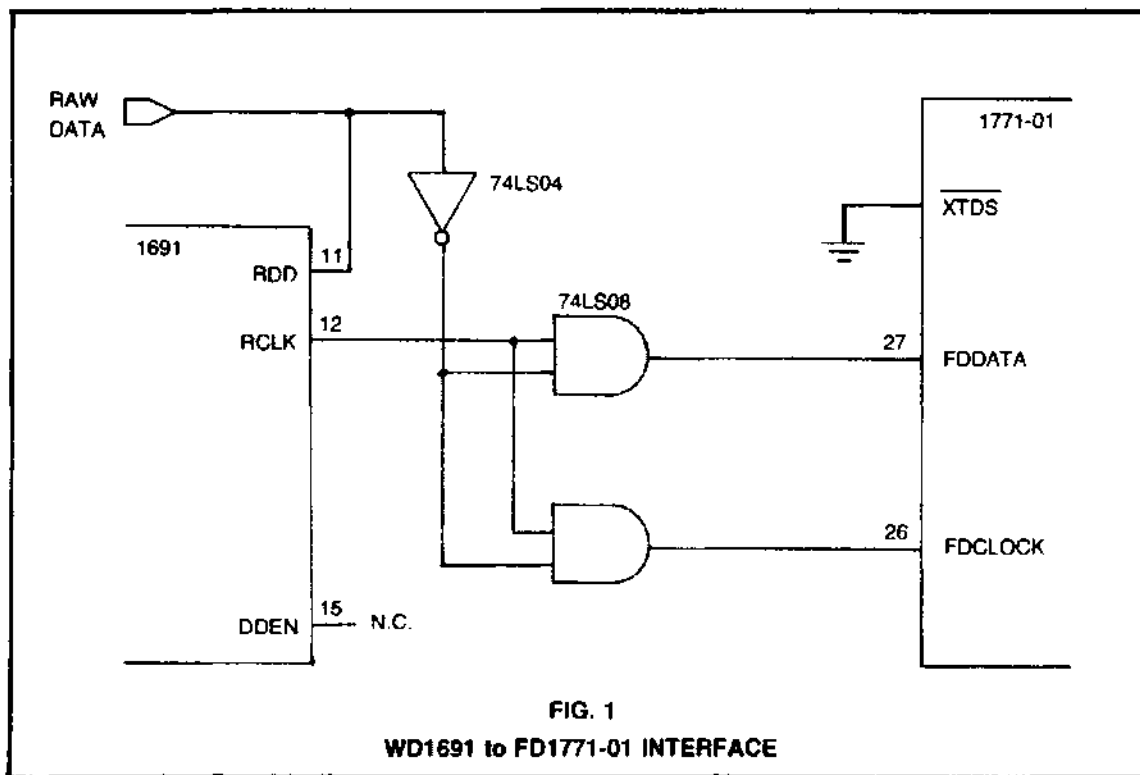 RAW
DATA
1771-01
74LS04
XTDS
1691
11
RDD
74LS08
12
RCLK
27
FDDATA
26
FDCLOCK
15
DDEN
N.C.
FIG. 1
WD1691 to FD1771-01 INTERFACE